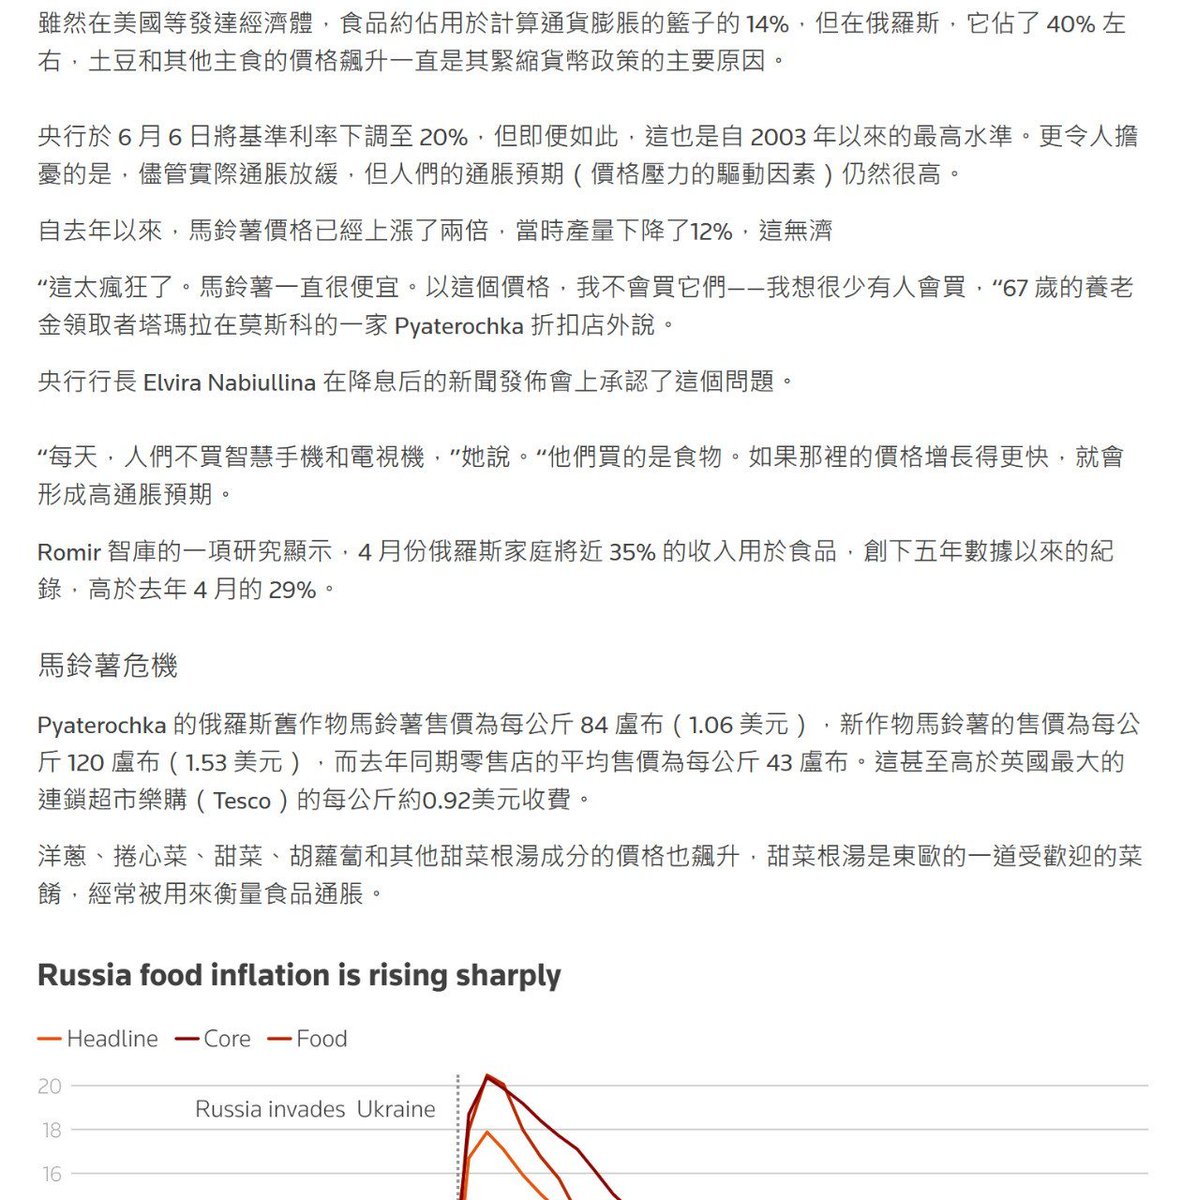 雖然在美國等發達經濟體，食品約佔用於計算通貨膨脹的籃子的 14%，但在俄羅斯，它佔了 40% 左
右，土豆和其他主食的價格飆升一直是其緊縮貨幣政策的主要原因。
央行於 6 月 6 日將基準利率下調至 20%，但即便如此，這也是自 2003 年以來的最高水準。更令人擔
憂的是，儘管實際通脹放緩，但人們的通脹預期（價格壓力的驅動因素）仍然很高。
自去年以來，馬鈴薯價格已經上漲了兩倍，當時產量下降了12%，這無濟
“這太瘋狂了。馬鈴薯一直很便宜。以這個價格，我不會買它們——我想很少有人會買，“67 歲的養老
金領取者塔瑪拉在莫斯科的一家 Pyaterochka 折扣店外說。
央行行長 Elvira Nabiullina 在降息后的新聞發佈會上承認了這個問題。
“每天，人們不買智慧手機和電視機，”她說。“他們買的是食物。如果那裡的價格增長得更快，就會
形成高通脹預期。
Romir 智庫的一項研究顯示，4 月份俄羅斯家庭將近 35% 的收入用於食品，創下五年數據以來的紀
錄，高於去年 4 月的 29%。
馬鈴薯危機
Pyaterochka 的俄羅斯舊作物馬鈴薯售價為每公斤 84 盧布（1.06 美元），新作物馬鈴薯的售價為每公
斤 120 盧布（1.53 美元），而去年同期零售店的平均售價為每公斤 43 盧布。這甚至高於英國最大的
連鎖超市樂購（Tesco）的每公斤約0.92美元收費。
洋蔥、捲心菜、甜菜、胡蘿蔔和其他甜菜根湯成分的價格也飆升，甜菜根湯是東歐的一道受歡迎的菜
餚，經常被用來衡量食品通脹。
Russia food inflation is rising sharply
Headline Core Food
20
Russia invades Ukraine
18
16